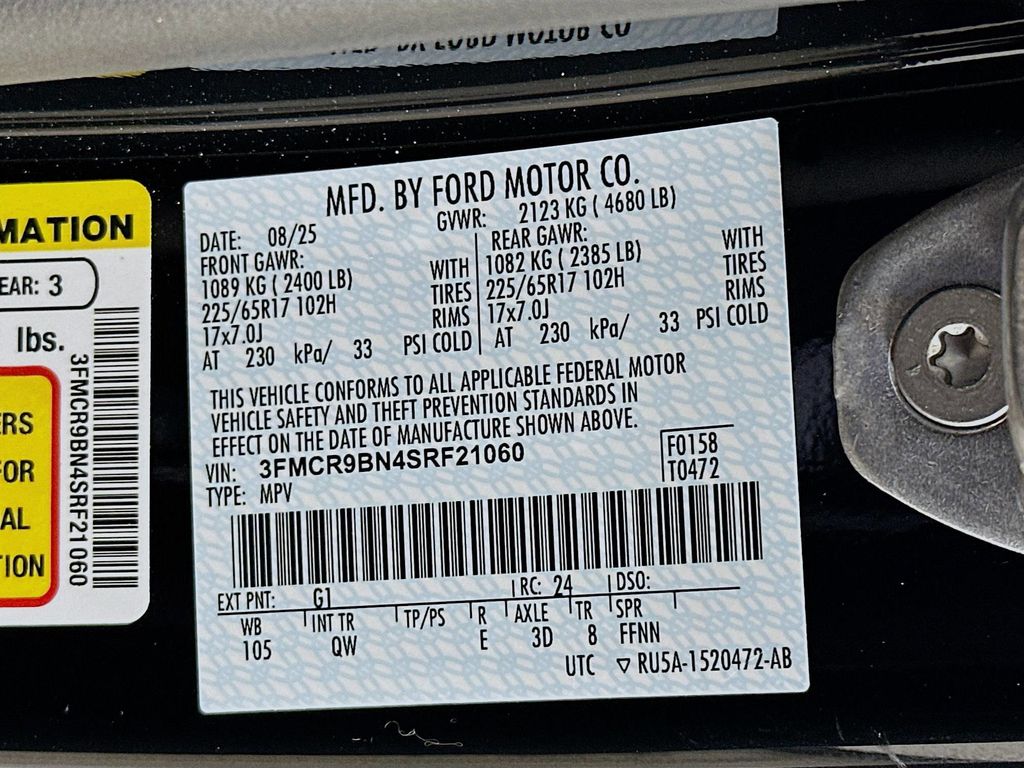 MFD. BY FORD MOTOR CO.
DATE: 08/25
GVWR: 2123 KG ( 4680 LB)
FRONT GAWR:
1089 KG ( 2400 LB) WITH
225/65R17 102H TIRES
17x7.0J RIMS
AT 230 kPa/ 33 PSI COLD
REAR GAWR:
1082 KG ( 2385 LB) WITH
225/65R17 102H TIRES
17x7.0J RIMS
AT 230 kPa/ 33 PSI COLD
THIS VEHICLE CONFORMS TO ALL APPLICABLE FEDERAL MOTOR
VEHICLE SAFETY AND THEFT PREVENTION STANDARDS IN
EFFECT ON THE DATE OF MANUFACTURE SHOWN ABOVE.
VIN: 3FMCR9BN4SRF21060
TYPE: MPV
F0158
T0472
EXT PNT: G1 RC: 24 DSO:
WB INT TR TP/PS R AXLE TR SPR
105 QW E 3D 8 FFNN
UTC ▽ RU5A-1520472-AB
MATION
EAR: 3
lbs.
3FMCR9BN4SRF21060
ERS
FOR
AL
TION